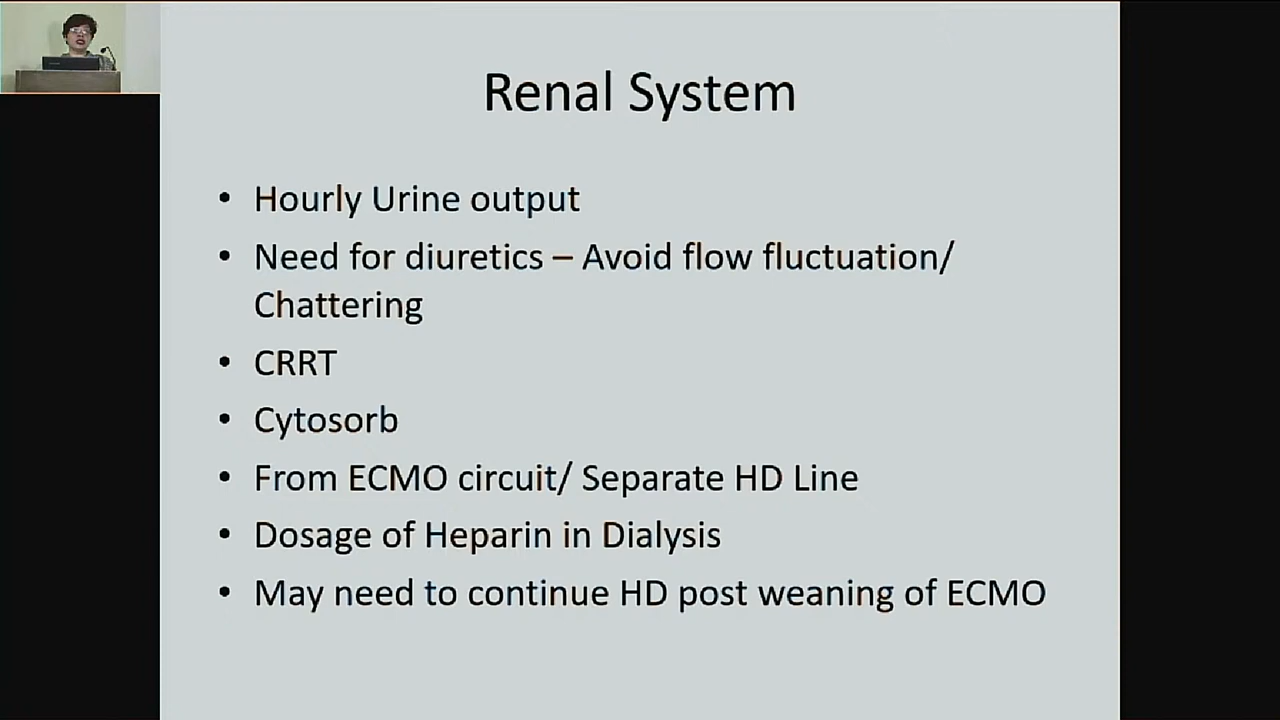 Renal System
• Hourly Urine output
• Need for diuretics – Avoid flow fluctuation/
Chattering
• CRRT
• Cytosorb
• From ECMO circuit/ Separate HD Line
• Dosage of Heparin in Dialysis
• May need to continue HD post weaning of ECMO